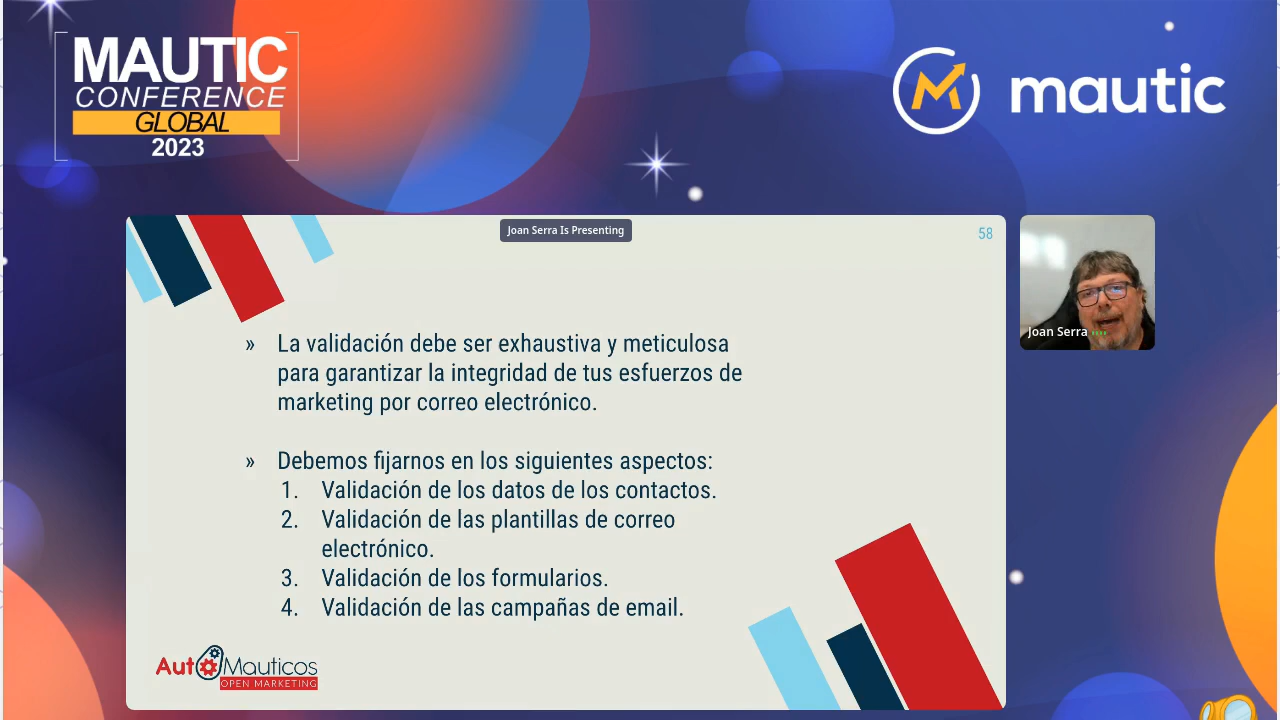 MAUTIC
CONFERENCE
GLOBAL
2023
mautic
Joan Serra Is Presenting
58
» La validación debe ser exhaustiva y meticulosa
para garantizar la integridad de tus esfuerzos de
marketing por correo electrónico.
» Debemos fijarnos en los siguientes aspectos:
1. Validación de los datos de los contactos.
2. Validación de las plantillas de correo
electrónico.
3. Validación de los formularios.
4. Validación de las campañas de email.
Joan Serra
AutoMauticos
OPEN MARKETING